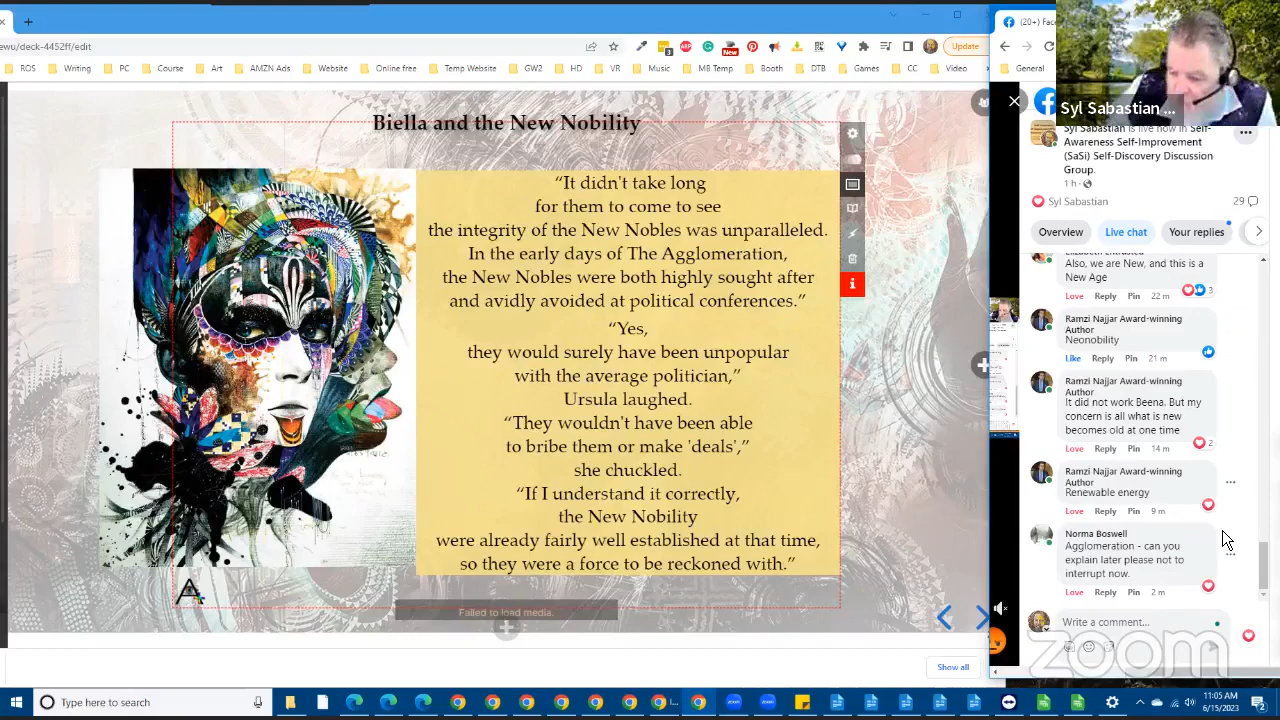 (20+) Fac
ewu/deck-4452ff/edit
New
Update
ROS
Writing
PC
Course
Art
AMZN
Website
Online free
Temp Website
GW2
HD
VR
Music
MB Temp
Booth
DTB
Games
CC
Video
General
Biella and the New Nobility
“It didn't take long
for them to come to see
the integrity of the New Nobles was unparalleled.
In the early days of The Agglomeration,
the New Nobles were both highly sought after
and avidly avoided at political conferences.”
“Yes,
they would surely have been unpopular
with the average politician,”
Ursula laughed.
“They wouldn't have been able
to bribe them or make 'deals',”
she chuckled.
“If I understand it correctly,
the New Nobility
were already fairly well established at that time,
so they were a force to be reckoned with.”
Failed to load media.
Show all
Syl Sabastian ...
Syl Sabastian is live now in Self-
Awareness Self-Improvement
(SaSi) Self-Discovery Discussion
Group.
1 h
Syl Sabastian
29
Overview
Live chat
Your replies
Also, we are New, and this is a
New Age
Love Reply Pin 22 m
3
Ramzi Najjar Award-winning
Author
Neonobility
Like Reply Pin 21 m
Ramzi Najjar Award-winning
Author
It did not work Beena. But my
concern is all what is new
becomes old at one time
2
Love Reply Pin 14 m
Ramzi Najjar Award-winning
Author
Renewable energy
Love Reply Pin 9 m
Norma Boswell
Agglomeration - can you
explain later please not to
interrupt now.
Love Reply Pin 2 m
Write a comment...
zoom
Type here to search
11:05 AM
6/15/2023
2